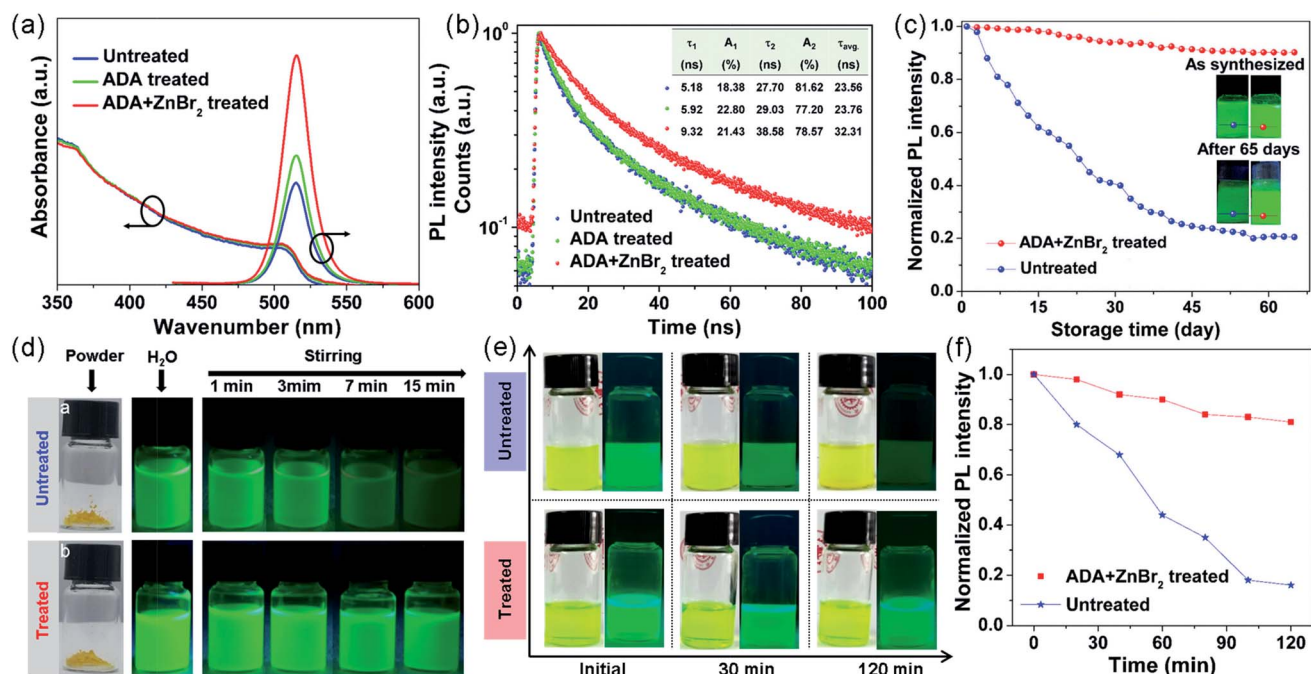 (a)
Untreated
ADA treated
ADA+ZnBr2 treated
Absorbance (a.u.)
PL intensity (a.u.)
350 400 450 500 550 600
Wavenumber (nm)
(b)
10^0
10^-1
Counts (a.u.)
τ1 A1 τ2 A2 τavg.
(ns) (%) (ns) (%) (ns)
5.18 18.38 27.70 81.62 23.56
5.92 22.80 29.03 77.20 23.76
9.32 21.43 38.58 78.57 32.31
Untreated
ADA treated
ADA+ZnBr2 treated
0 20 40 60 80 100
Time (ns)
(c)
Normalized PL intensity
1.0
0.8
0.6
0.4
0.2
0.0
As synthesized
After 65 days
ADA+ZnBr2 treated
Untreated
0 15 30 45 60
Storage time (day)
(d)
Powder
H2O
Stirring
1 min 3mim 7 min 15 min
Untreated
a
Treated
b
(e)
Untreated
Treated
Initial 30 min 120 min
(f)
Normalized PL intensity
1.0
0.8
0.6
0.4
0.2
0.0
ADA+ZnBr2 treated
Untreated
0 30 60 90 120
Time (min)